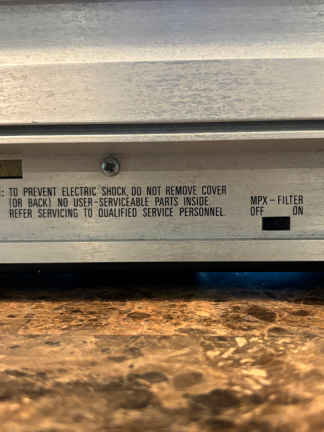 : TO PREVENT ELECTRIC SHOCK, DO NOT REMOVE COVER
(OR BACK) NO USER-SERVICEABLE PARTS INSIDE.
REFER SERVICING TO QUALIFIED SERVICE PERSONNEL.
MPX-FILTER
OFF ON